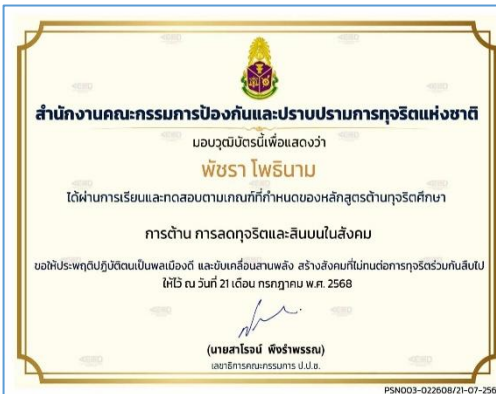 สำนักงานคณะกรรมการป้องกันและปราบปรามการทุจริตแห่งชาติ
มอบวุฒิบัตรนี้เพื่อแสดงว่า
พัชรา โพธินาม
ได้ผ่านการเรียนและทดสอบตามเกณฑ์ที่กำหนดของหลักสูตรต้านทุจริตศึกษา
การต้าน การลดทุจริตและสินบนในสังคม
ขอให้ประพฤติปฏิบัติตนเป็นพลเมืองดี และขับเคลื่อนสานพลัง สร้างสังคมที่ไม่ทนต่อการทุจริตร่วมกันสืบไป
ให้ไว้ ณ วันที่ 21 เดือน กรกฎาคม พ.ศ. 2568
(นายสาโรจน์ พึงรำพรรณ)
เลขาธิการคณะกรรมการ ป.ป.ช.
PSN003-022608/21-07-256